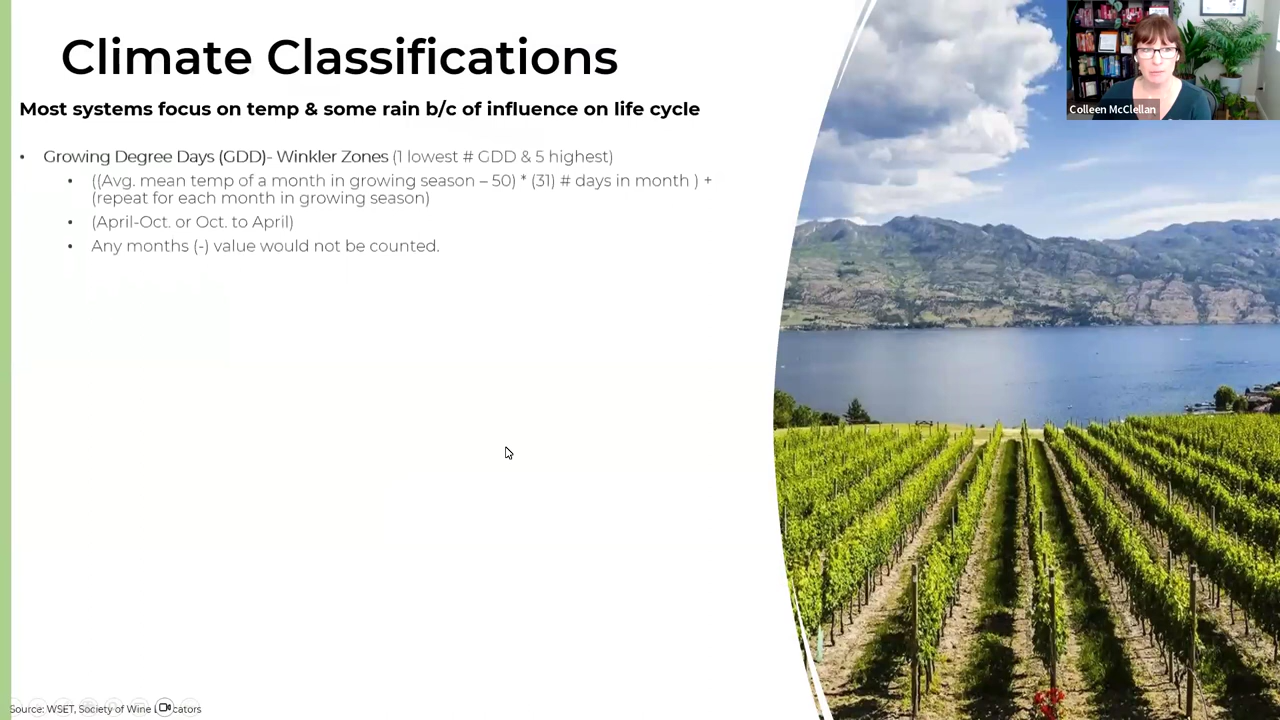 Climate Classifications
Colleen McClellan
Most systems focus on temp & some rain b/c of influence on life cycle
• Growing Degree Days (GDD)- Winkler Zones (1 lowest # GDD & 5 highest)
• ((Avg. mean temp of a month in growing season – 50) * (31) # days in month ) +
(repeat for each month in growing season)
• (April-Oct. or Oct. to April)
• Any months (-) value would not be counted.
Source: WSET, Society of Wine